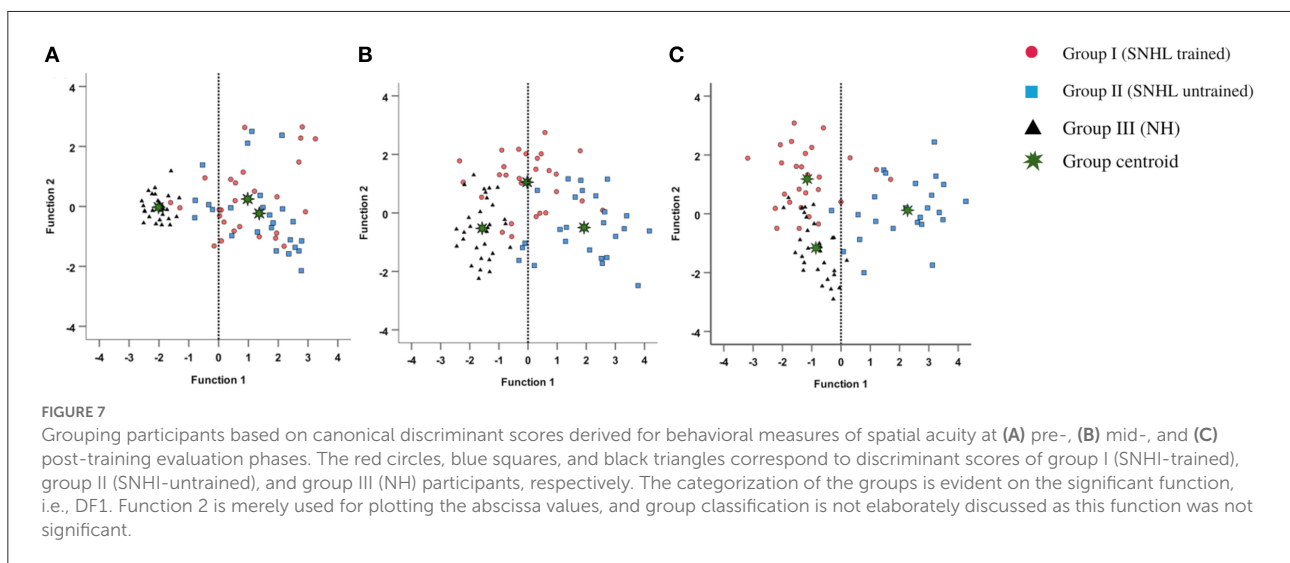 A
B
C
4
2
0
-2
-4
-4
-3
-2
-1
0
1
2
3
4
Function 1
Function 2
4
2
0
-2
-4
-4
-3
-2
-1
0
1
2
3
4
Function 1
Function 2
4
2
0
-2
-4
-4
-3
-2
-1
0
1
2
3
4
Function 1
Function 2
Group I (SNHL trained)
Group II (SNHL untrained)
Group III (NH)
Group centroid
FIGURE 7
Grouping participants based on canonical discriminant scores derived for behavioral measures of spatial acuity at (A) pre-, (B) mid-, and (C)
post-training evaluation phases. The red circles, blue squares, and black triangles correspond to discriminant scores of group I (SNHI-trained),
group II (SNHI-untrained), and group III (NH) participants, respectively. The categorization of the groups is evident on the significant function,
i.e., DF1. Function 2 is merely used for plotting the abscissa values, and group classification is not elaborately discussed as this function was not
significant.